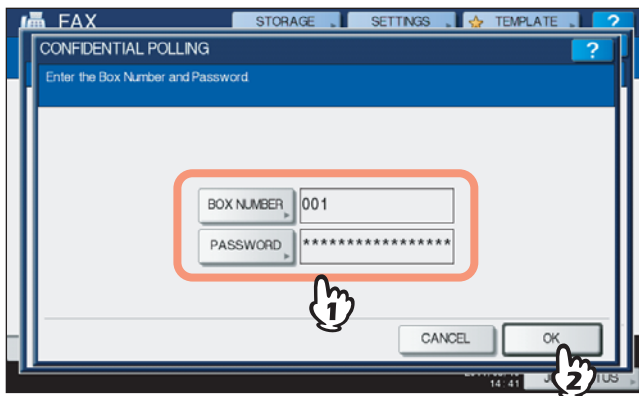 FAX STORAGE SETTINGS TEMPLATE ?
CONFIDENTIAL POLLING ?
Enter the Box Number and Password.
BOX NUMBER 001
PASSWORD *****************
1
CANCEL OK
2
14:41